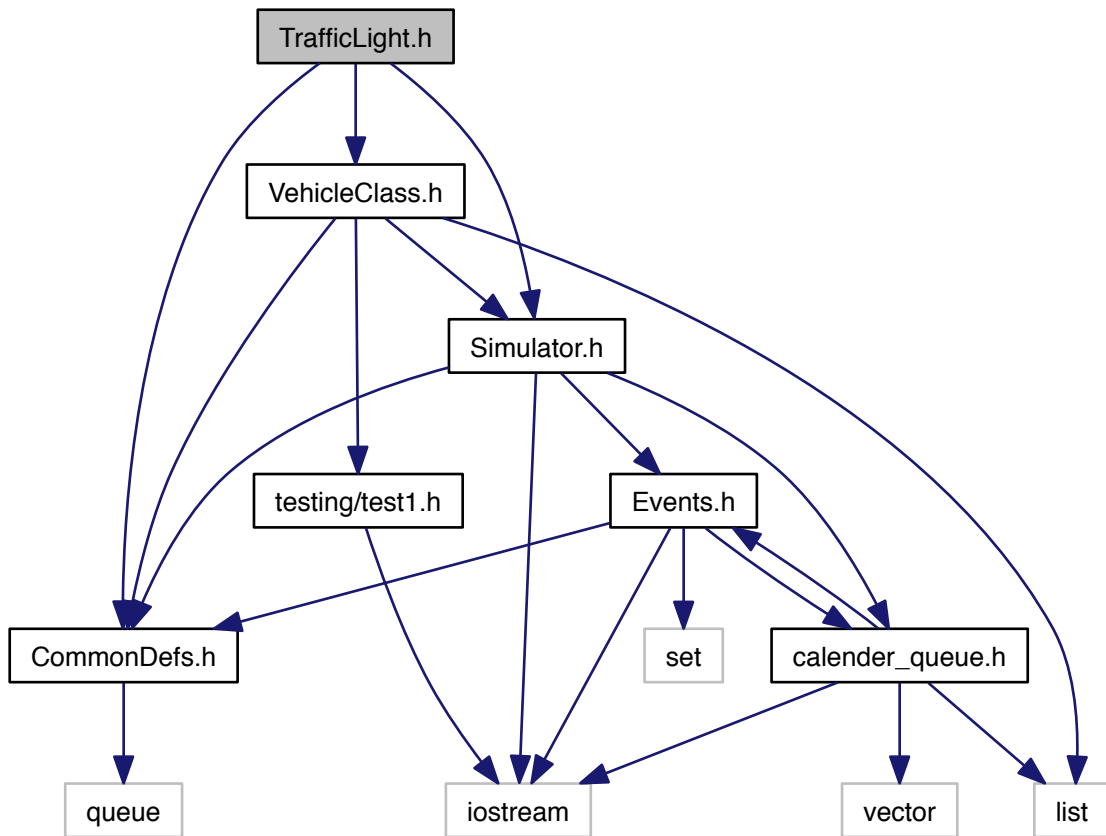 TrafficLight.h
VehicleClass.h
Simulator.h
testing/test1.h
Events.h
CommonDefs.h
set
calender_queue.h
queue
iostream
vector
list